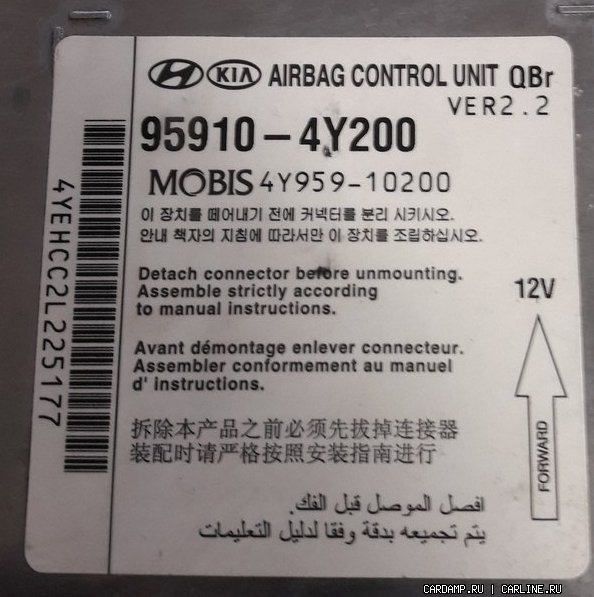 KIA AIRBAG CONTROL UNIT QBr
VER2.2
95910-4Y200
MOBIS 4Y959-10200
이 장치를 떼어내기 전에 커넥터를 분리 시키시오.
안내 책자의 지침에 따라서만 이 장치를 조립하십시오.
Detach connector before unmounting.
Assemble strictly according
to manual instructions.
12V
Avant démontage enlever connecteur.
Assembler conformement au manuel
d' instructions.
FORWARD
拆除本产品之前必须先拔掉连接器
装配时请严格按照安装指南进行
افصل الموصل قبل الفك.
يتم تجميعه بدقة وفقا لدليل التعليمات
4YEHCC2L225177
CARDAMP.RU | CARLINE.RU